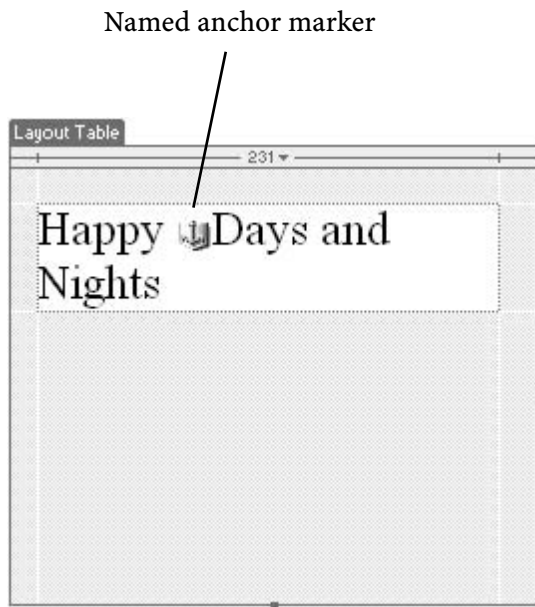 Named anchor marker
Layout Table
231
Happy Days and
Nights